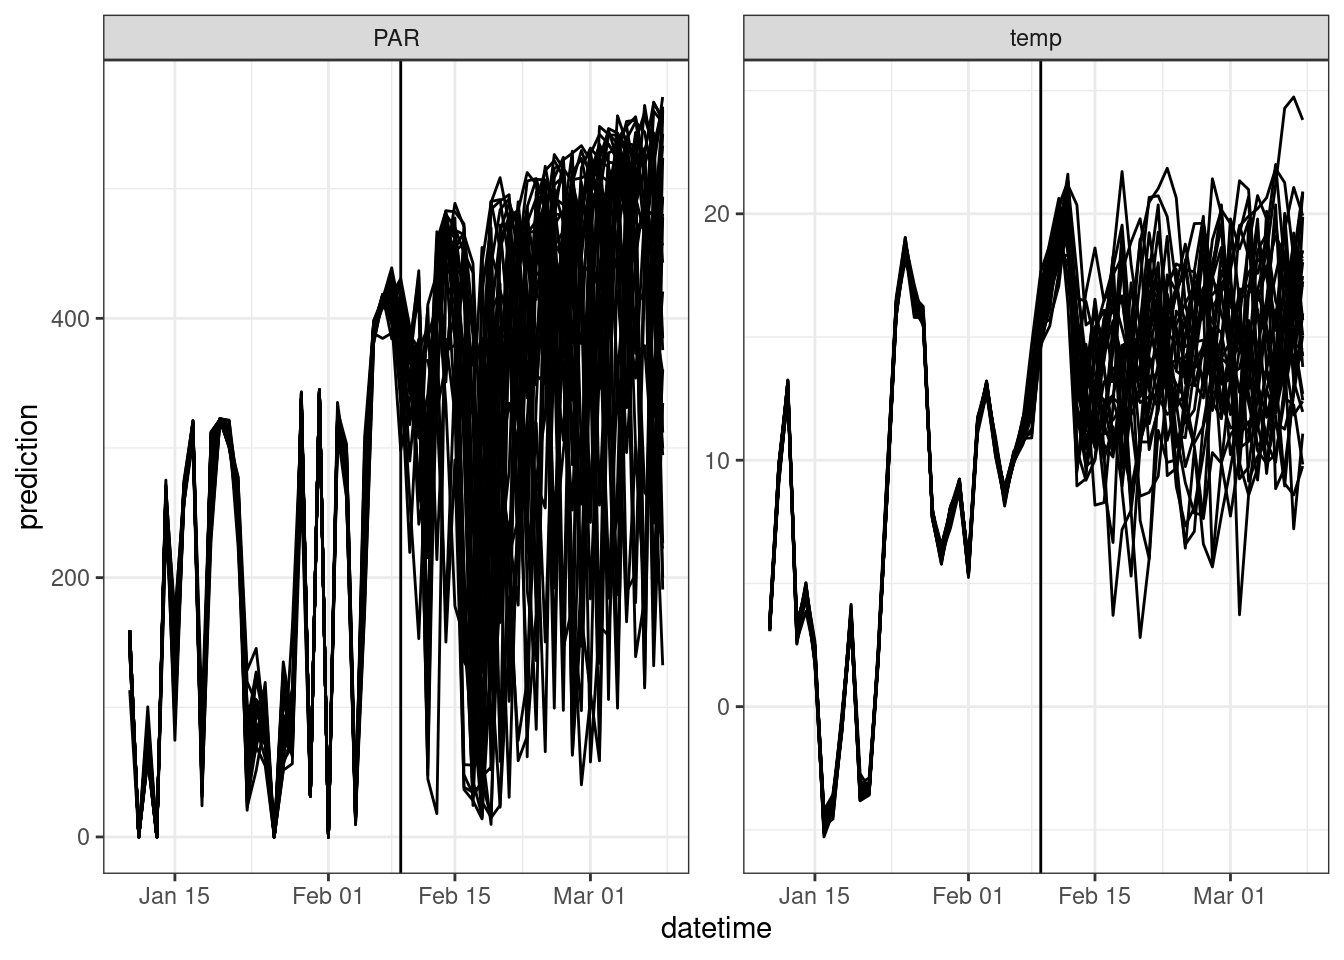 PAR
temp
prediction
400
200
0
20
10
0
Jan 15
Feb 01
Feb 15
Mar 01
Jan 15
Feb 01
Feb 15
Mar 01
datetime